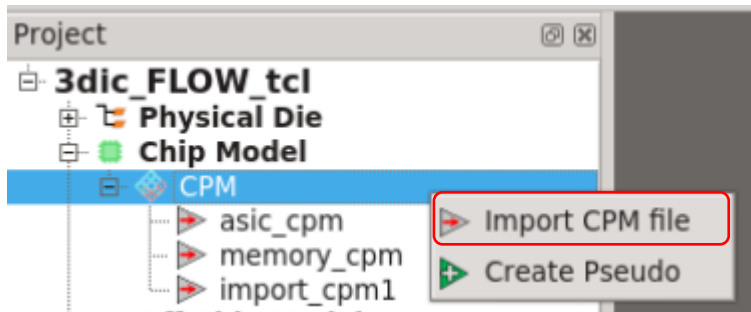 Project
3dic_FLOW_tcl
Physical Die
Chip Model
CPM
asic_cpm
Import CPM file
memory_cpm
Create Pseudo
import_cpm1